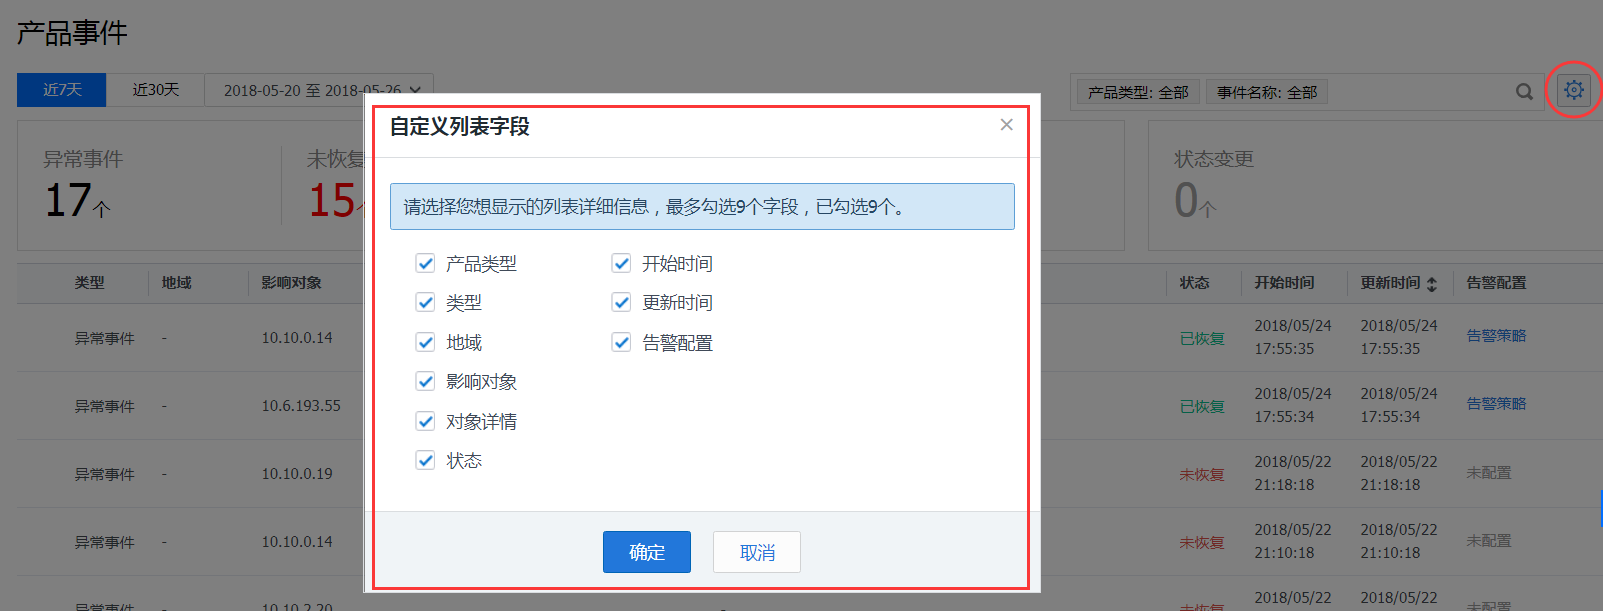 产品事件
近7天 近30天 2018-05-20 至 2018-05-26 产品类型: 全部 事件名称: 全部
异常事件 未恢复 状态变更
17个 15个 0个
自定义列表字段
请选择您想显示的列表详细信息，最多勾选9个字段，已勾选9个。
产品类型 开始时间
类型 更新时间
地域 告警配置
影响对象
对象详情
状态
确定 取消
类型 地域 影响对象 状态 开始时间 更新时间 告警配置
异常事件 - 10.10.0.14 已恢复 2018/05/24 17:55:35 2018/05/24 17:55:35 告警策略
异常事件 - 10.6.193.55 已恢复 2018/05/24 17:55:34 2018/05/24 17:55:34 告警策略
异常事件 - 10.10.0.19 未恢复 2018/05/22 21:18:18 2018/05/22 21:18:18 未配置
异常事件 - 10.10.0.14 未恢复 2018/05/22 21:10:18 2018/05/22 21:10:18 未配置
异常事件 10.10.2.20 未恢复 2018/05/22 2018/05/22 未配置